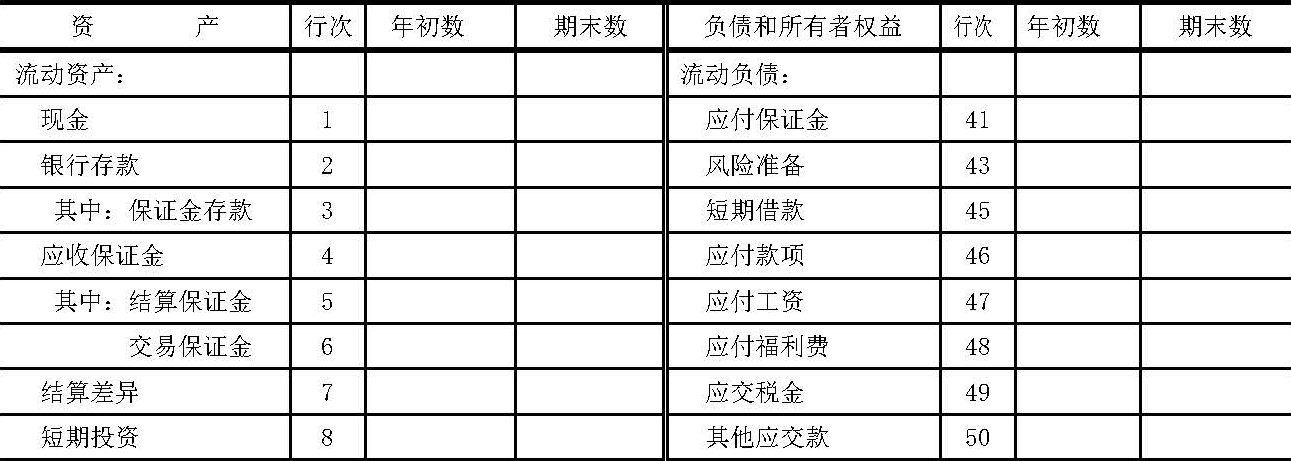 资 产 行次 年初数 期末数 负债和所有者权益 行次 年初数 期末数
流动资产： 流动负债：
现金 1 应付保证金 41
银行存款 2 风险准备 43
其中：保证金存款 3 短期借款 45
应收保证金 4 应付款项 46
其中：结算保证金 5 应付工资 47
交易保证金 6 应付福利费 48
结算差异 7 应交税金 49
短期投资 8 其他应交款 50